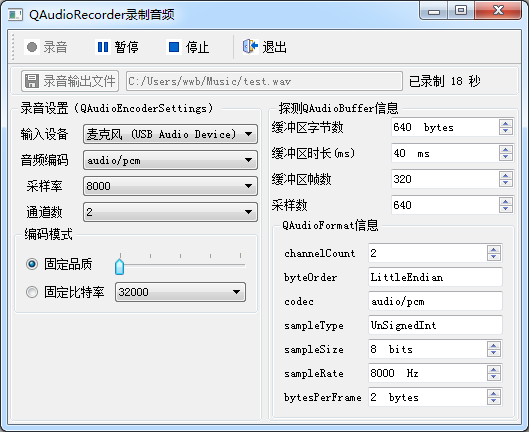 QAudioRecorder录制音频
录音 暂停 停止 退出
录音输出文件 C:/Users/wwb/Music/test.wav 已录制 18 秒
录音设置（QAudioEncoderSettings）
输入设备 麦克风 (USB Audio Device)
音频编码 audio/pcm
采样率 8000
通道数 2
编码模式
固定品质
固定比特率 32000
探测QAudioBuffer信息
缓冲区字节数 640 bytes
缓冲区时长(ms) 40 ms
缓冲区帧数 320
采样数 640
QAudioFormat信息
channelCount 2
byteOrder LittleEndian
codec audio/pcm
sampleType UnSignedInt
sampleSize 8 bits
sampleRate 8000 Hz
bytesPerFrame 2 bytes